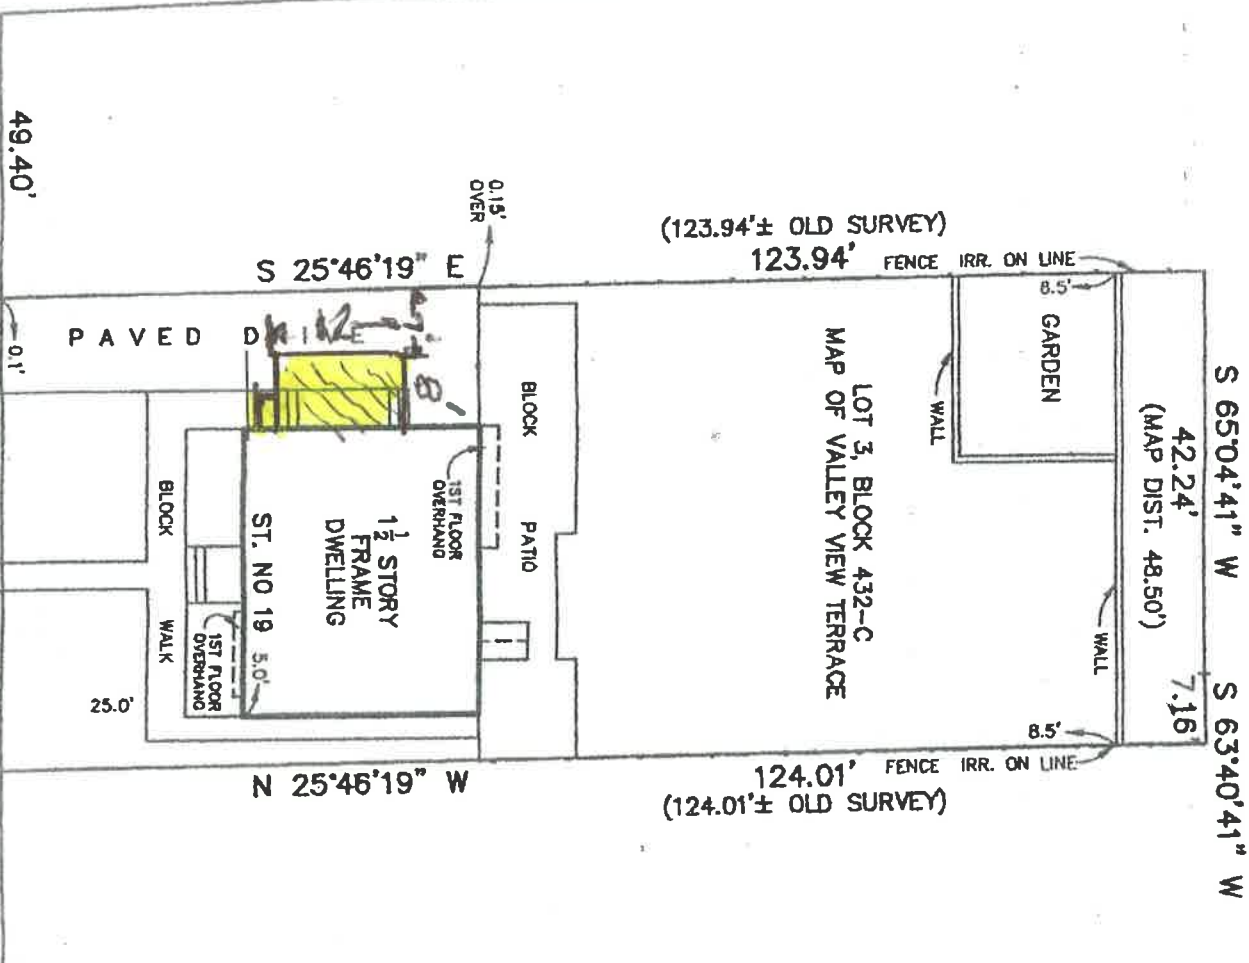 S 65°04'41" W
42.24'
(MAP DIST. 48.50')
S 63°40'41" W
7.16'
(123.94'± OLD SURVEY)
123.94'
FENCE IRR. ON LINE
8.5'
GARDEN
WALL
WALL
8.5'
FENCE IRR. ON LINE
124.01'
(124.01'± OLD SURVEY)
LOT 3, BLOCK 432-C
MAP OF VALLEY VIEW TERRACE
0.15'
OVER
S 25°46'19" E
BLOCK PATIO
1ST FLOOR
OVERHANG
8'
12
7'
PAVED
1½ STORY
FRAME
DWELLING
ST. NO 19
5.0'
1ST FLOOR
OVERHANG
BLOCK WALK
25.0'
N 25°46'19" W
0.1'
49.40'